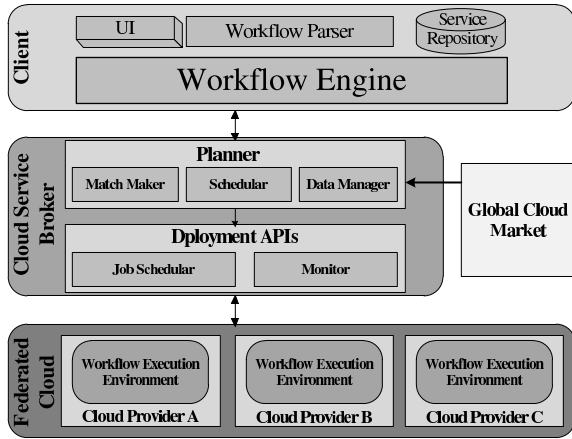 Client
UI
Workflow Parser
Service
Repository
Workflow Engine
Cloud Service
Broker
Planner
Match Maker
Schedular
Data Manager
Dployment APIs
Job Schedular
Monitor
Global Cloud
Market
Federated
Cloud
Workflow Execution
Environment
Cloud Provider A
Workflow Execution
Environment
Cloud Provider B
Workflow Execution
Environment
Cloud Provider C